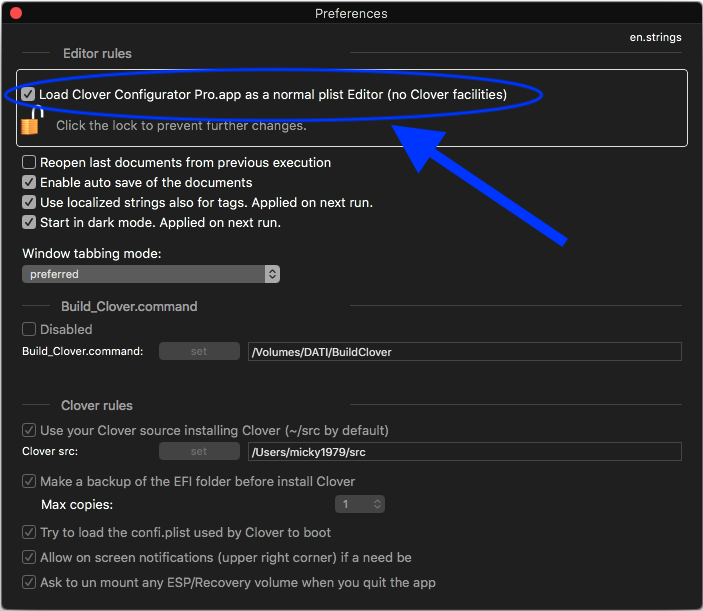 Preferences
en.strings
Editor rules
Load Clover Configurator Pro.app as a normal plist Editor (no Clover facilities)
Click the lock to prevent further changes.
Reopen last documents from previous execution
Enable auto save of the documents
Use localized strings also for tags. Applied on next run.
Start in dark mode. Applied on next run.
Window tabbing mode:
preferred
Build_Clover.command
Disabled
Build_Clover.command: set /Volumes/DATI/BuildClover
Clover rules
Use your Clover source installing Clover (~/src by default)
Clover src: set /Users/micky1979/src
Make a backup of the EFI folder before install Clover
Max copies: 1
Try to load the confi.plist used by Clover to boot
Allow on screen notifications (upper right corner) if a need be
Ask to un mount any ESP/Recovery volume when you quit the app